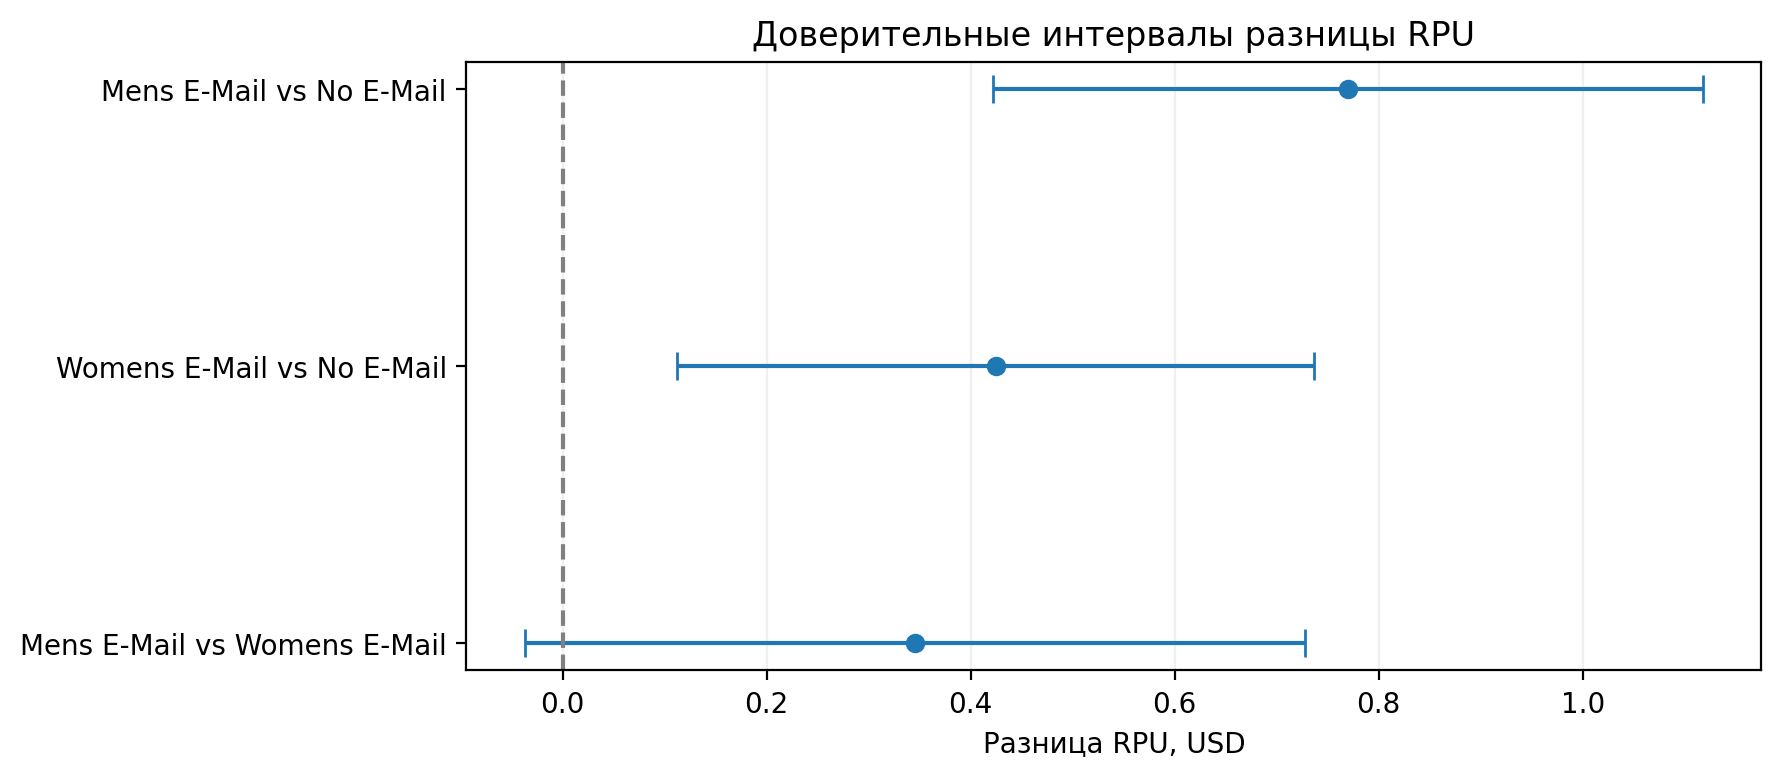 Доверительные интервалы разницы RPU
Mens E-Mail vs No E-Mail
Womens E-Mail vs No E-Mail
Mens E-Mail vs Womens E-Mail
0.0 0.2 0.4 0.6 0.8 1.0
Разница RPU, USD